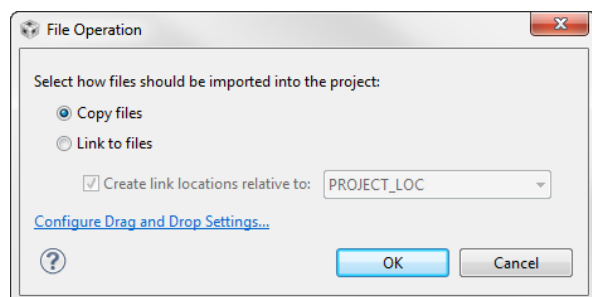 File Operation
Select how files should be imported into the project:
Copy files
Link to files
Create link locations relative to: PROJECT_LOC
Configure Drag and Drop Settings...
? OK Cancel